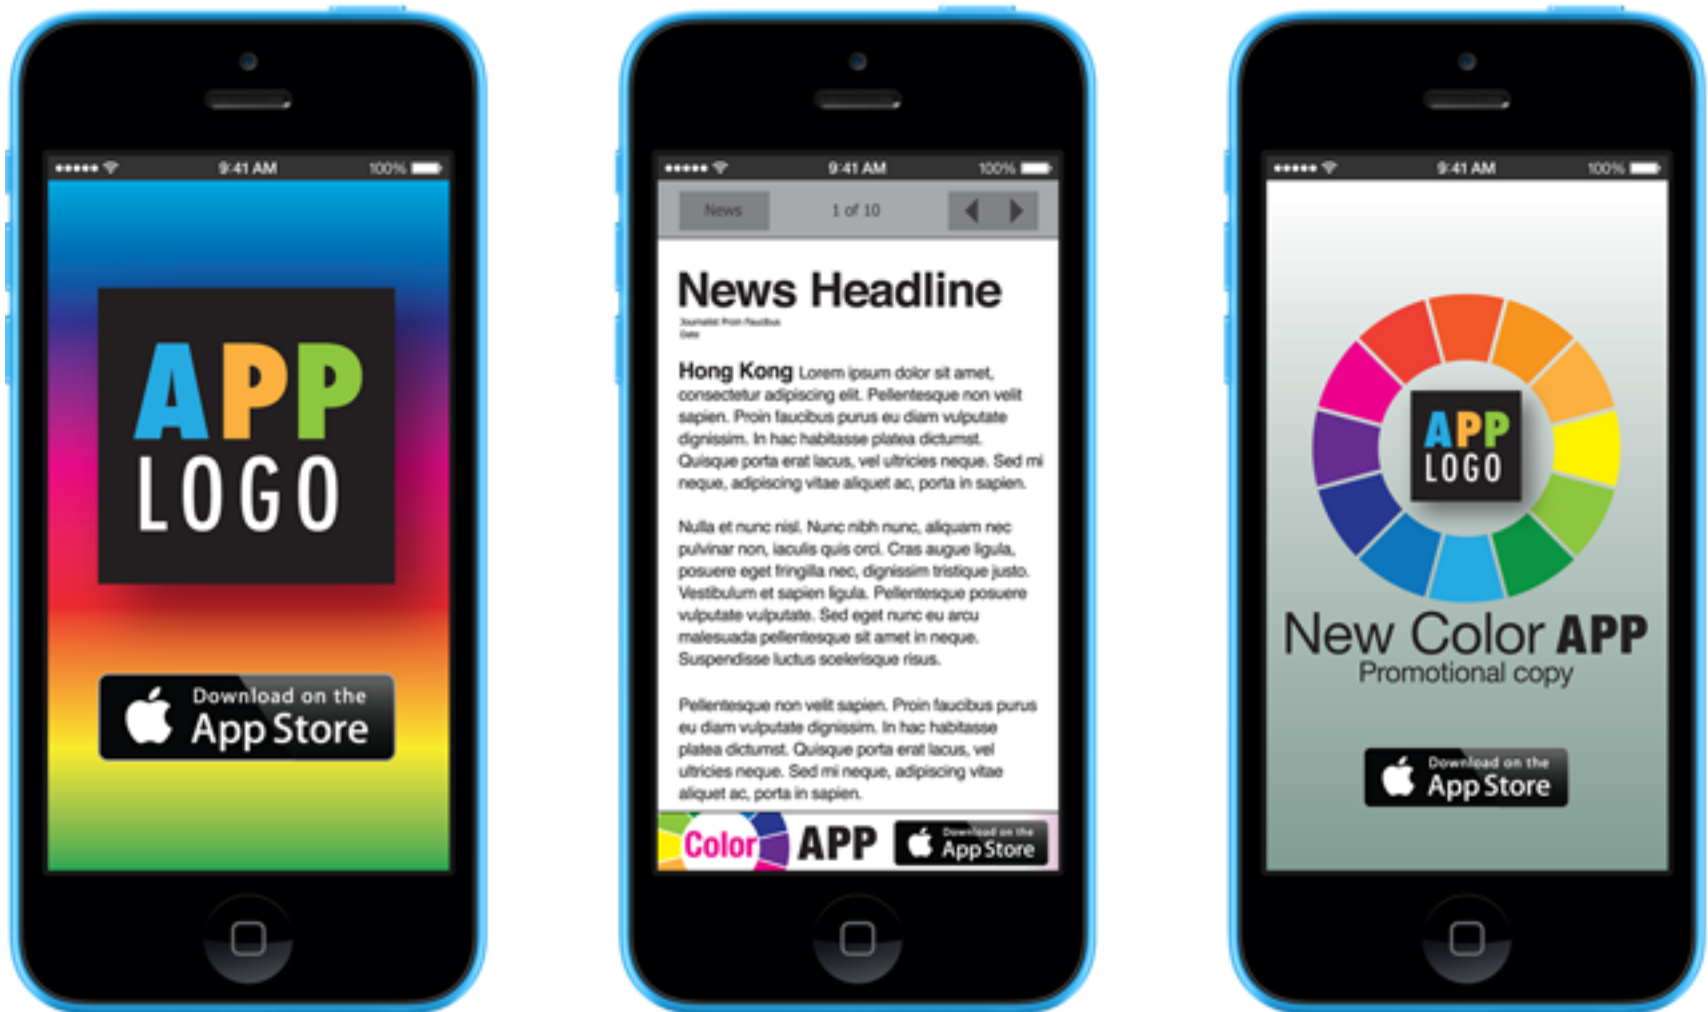 9:41 AM 100%
APP
LOGO
Download on the
App Store
9:41 AM 100%
News 1 of 10
News Headline
Journalist Proin Faucibus
Date
Hong Kong Lorem ipsum dolor sit amet,
consectetur adipiscing elit. Pellentesque non velit
sapien. Proin faucibus purus eu diam vulputate
dignissim. In hac habitasse platea dictumst.
Quisque porta erat lacus, vel ultricies neque. Sed mi
neque, adipiscing vitae aliquet ac, porta in sapien.
Nulla et nunc nisl. Nunc nibh nunc, aliquam nec
pulvinar non, iaculis quis orci. Cras augue ligula,
posuere eget fringilla nec, dignissim tristique justo.
Vestibulum et sapien ligula. Pellentesque posuere
vulputate vulputate. Sed eget nunc eu arcu
malesuada pellentesque sit amet in neque.
Suspendisse luctus scelerisque risus.
Pellentesque non velit sapien. Proin faucibus purus
eu diam vulputate dignissim. In hac habitasse
platea dictumst. Quisque porta erat lacus, vel
ultricies neque. Sed mi neque, adipiscing vitae
aliquet ac, porta in sapien.
Color APP
Download on the
App Store
9:41 AM 100%
APP
LOGO
New Color APP
Promotional copy
Download on the
App Store